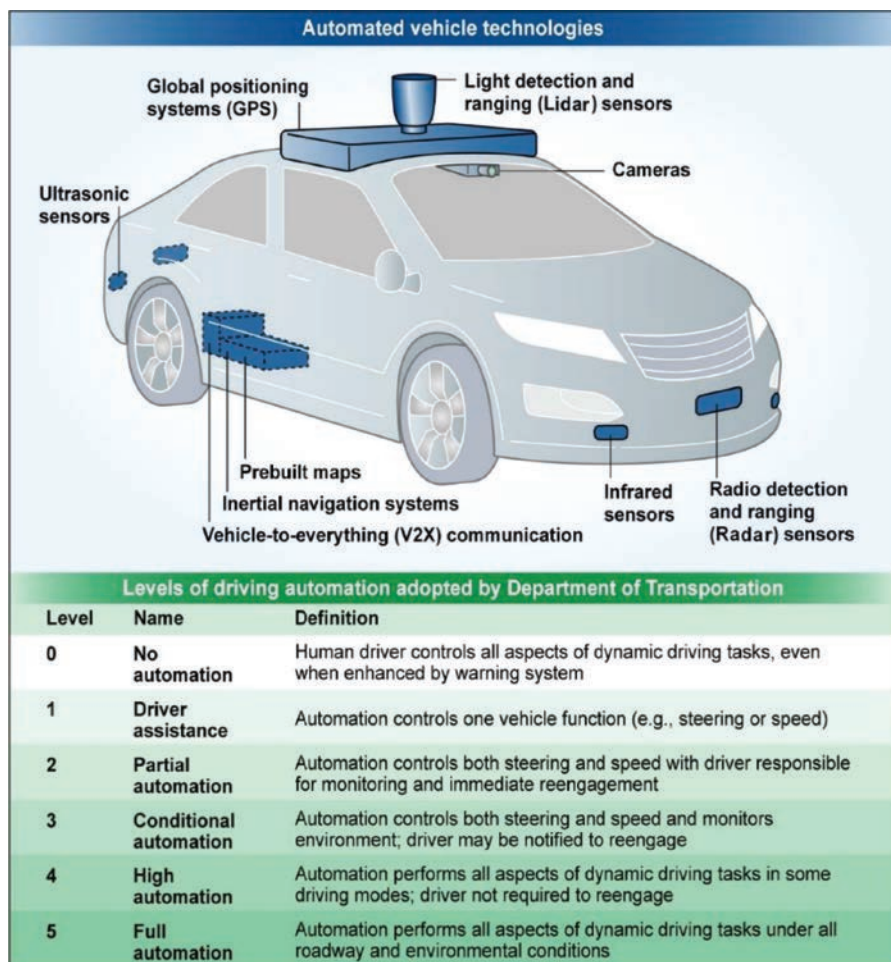 Automated vehicle technologies
Global positioning
systems (GPS)
Light detection and
ranging (Lidar) sensors
Cameras
Ultrasonic
sensors
Prebuilt maps
Inertial navigation systems
Vehicle-to-everything (V2X) communication
Infrared
sensors
Radio detection
and ranging
(Radar) sensors
Levels of driving automation adopted by Department of Transportation
Level Name Definition
0 No automation Human driver controls all aspects of dynamic driving tasks, even
when enhanced by warning system
1 Driver assistance Automation controls one vehicle function (e.g., steering or speed)
2 Partial automation Automation controls both steering and speed with driver responsible
for monitoring and immediate reengagement
3 Conditional automation Automation controls both steering and speed and monitors
environment; driver may be notified to reengage
4 High automation Automation performs all aspects of dynamic driving tasks in some
driving modes; driver not required to reengage
5 Full automation Automation performs all aspects of dynamic driving tasks under all
roadway and environmental conditions